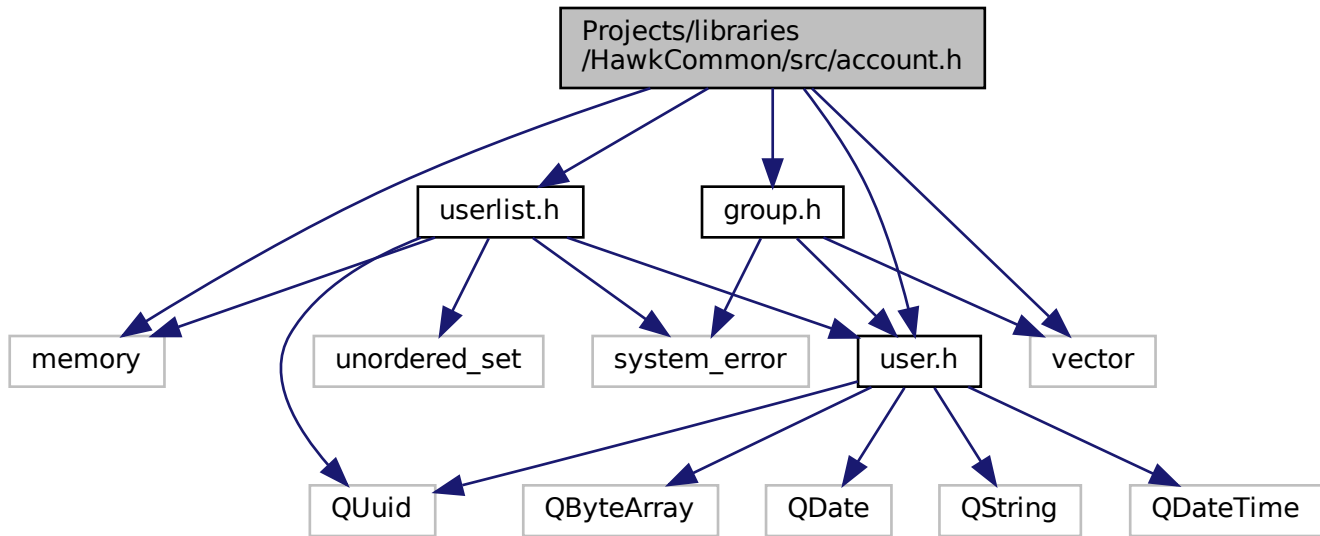 Projects/libraries
/HawkCommon/src/account.h
userlist.h
group.h
memory
unordered_set
system_error
user.h
vector
QUuid
QByteArray
QDate
QString
QDateTime